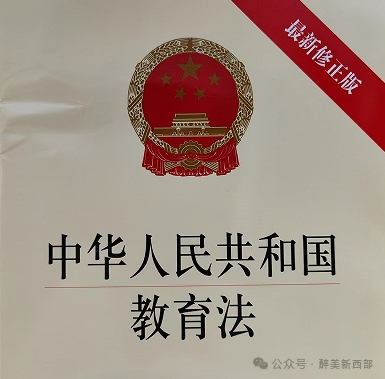 最新修正版
中华人民共和国
教育法
公众号·醉美新西部